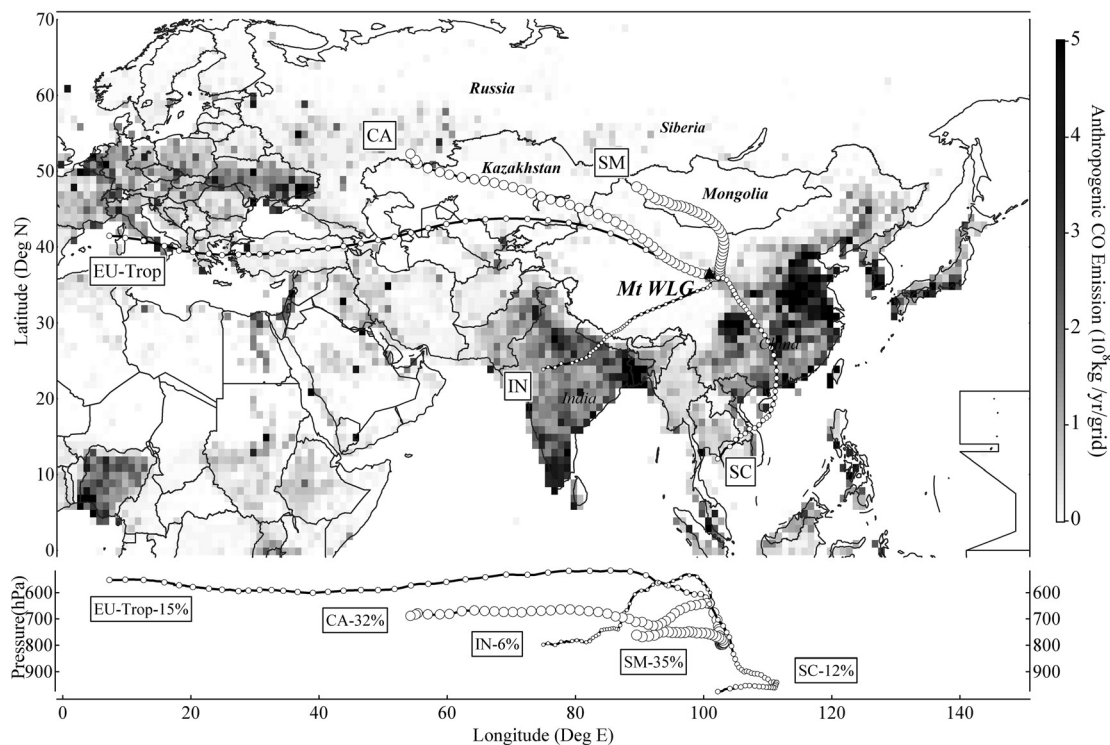 70
60
50
40
30
20
10
0
Latitude (Deg N)
Russia
Siberia
CA
SM
Kazakhstan
Mongolia
EU-Trop
Mt WLG
China
IN
India
SC
5
4
3
2
1
0
Anthropogenic CO Emission (10⁸kg /yr/grid)
Pressure(hPa)
600
700
800
900
EU-Trop-15%
CA-32%
IN-6%
SM-35%
SC-12%
600
700
800
900
0 20 40 60 80 100 120 140
Longitude (Deg E)